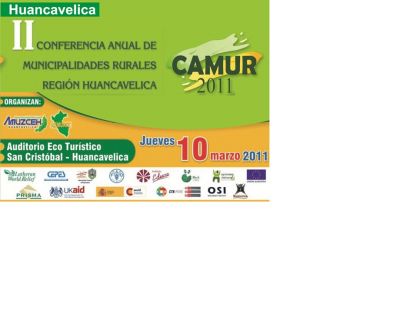 Huancavelica
II CONFERENCIA ANUAL DE
MUNICIPALIDADES RURALES
REGIÓN HUANCAVELICA
CAMUR
2011
ORGANIZAN:
AMUZCEH
Auditorio Eco Turístico
San Cristóbal - Huancavelica
Jueves 10 marzo 2011
Lutheran
World Relief
CEPES
PRISMA
UKaid
OSI